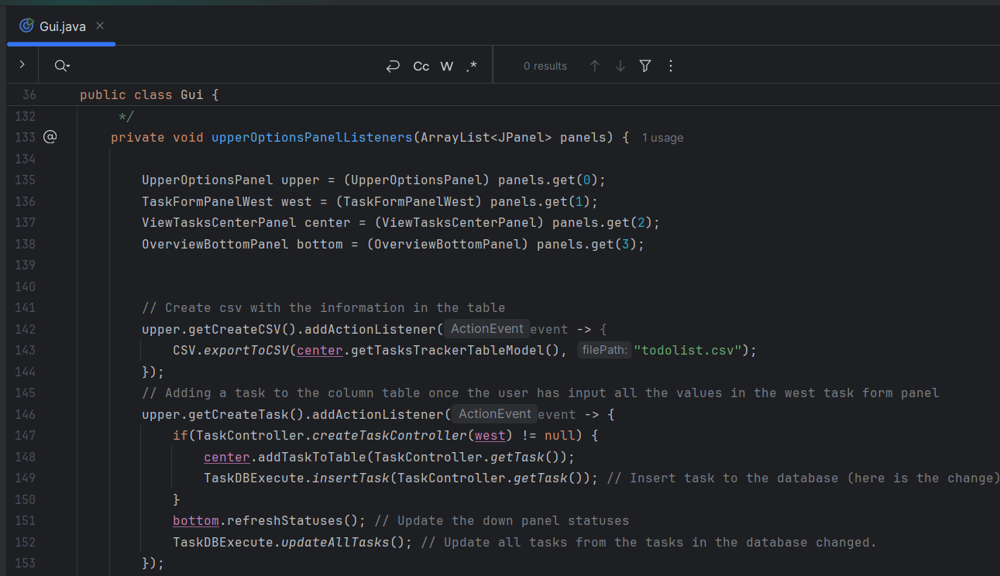 Gui.java
Cc W .* 0 results
36 public class Gui {
132 */
133 @ private void upperOptionsPanelListeners(ArrayList<JPanel> panels) { 1 usage
134
135 UpperOptionsPanel upper = (UpperOptionsPanel) panels.get(0);
136 TaskFormPanelWest west = (TaskFormPanelWest) panels.get(1);
137 ViewTasksCenterPanel center = (ViewTasksCenterPanel) panels.get(2);
138 OverviewBottomPanel bottom = (OverviewBottomPanel) panels.get(3);
139
140
141 // Create csv with the information in the table
142 upper.getCreateCSV().addActionListener( ActionEvent event -> {
143 CSV.exportToCSV(center.getTasksTrackerTableModel(), filePath: "todolist.csv");
144 });
145 // Adding a task to the column table once the user has input all the values in the west task form panel
146 upper.getCreateTask().addActionListener( ActionEvent event -> {
147 if(TaskController.createTaskController(west) != null) {
148 center.addTaskToTable(TaskController.getTask());
149 TaskDBExecute.insertTask(TaskController.getTask()); // Insert task to the database (here is the change)
150 }
151 bottom.refreshStatuses(); // Update the down panel statuses
152 TaskDBExecute.updateAllTasks(); // Update all tasks from the tasks in the database changed.
153 });